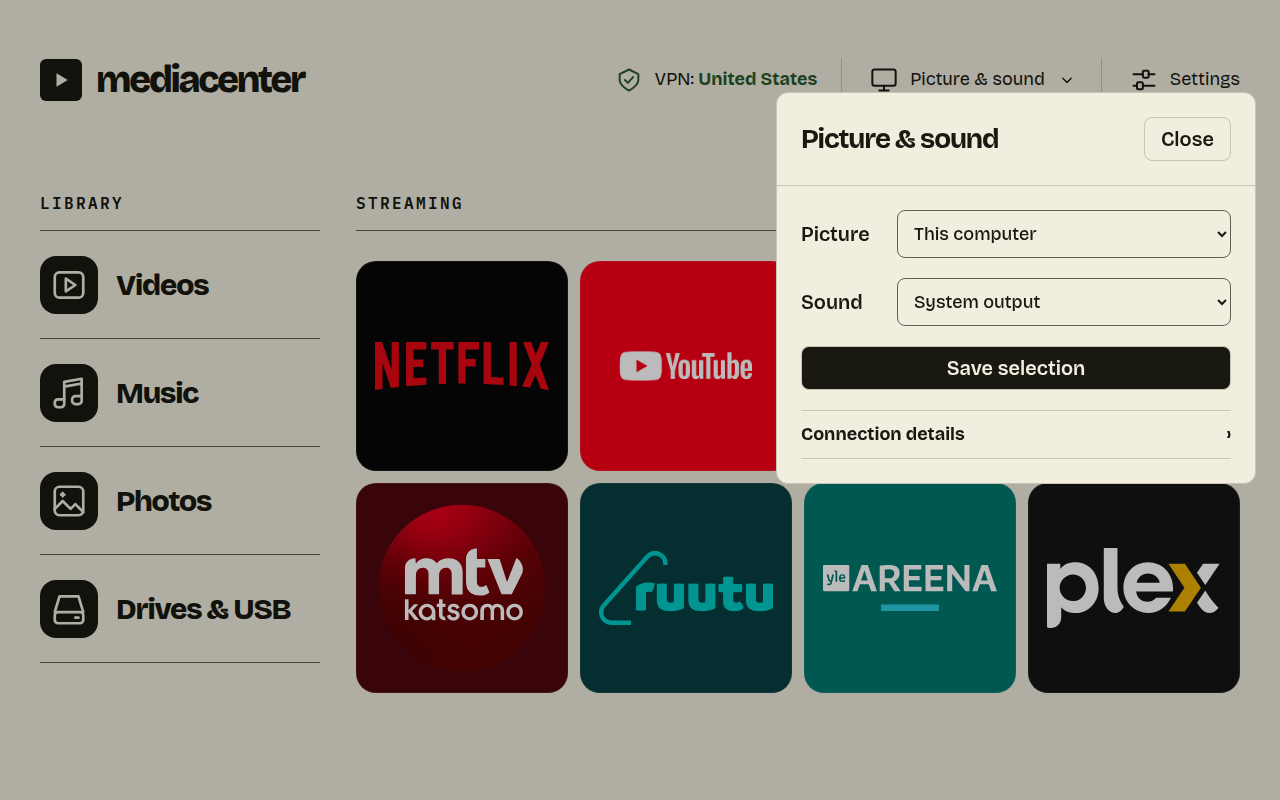 mediacenter
VPN: United States
Picture & sound
Settings
Picture & sound
Close
Picture
This computer
Sound
System output
Save selection
Connection details
LIBRARY
Videos
Music
Photos
Drives & USB
STREAMING
NETFLIX
YouTube
mtv
katsomo
ruutu
yle AREENA
plex